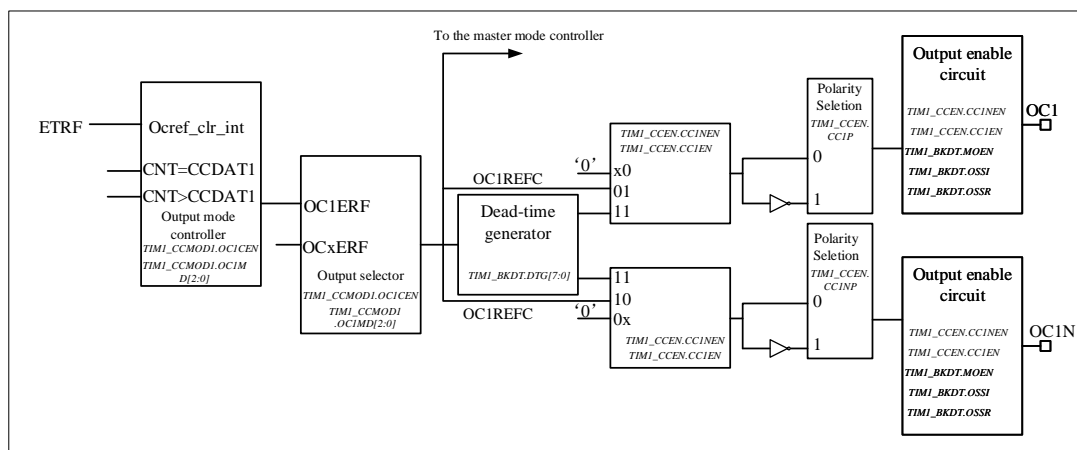 To the master mode controller
ETRF
Ocref_clr_int
CNT=CCDAT1
CNT>CCDAT1
Output mode
controller
TIM1_CCMOD1.OC1CEN
TIM1_CCMOD1.OC1M
D[2:0]
OC1ERF
OCxERF
Output selector
TIM1_CCMOD1.OC1CEN
TIM1_CCMOD1
.OC1MD[2:0]
OC1REFC
Dead-time
generator
TIM1_BKDT.DTG[7:0]
OC1REFC
TIM1_CCEN.CC1NEN
TIM1_CCEN.CC1EN
‘0’
x0
01
11
11
10
‘0’
0x
TIM1_CCEN.CC1NEN
TIM1_CCEN.CC1EN
Polarity
Seletion
TIM1_CCEN.
CC1P
0
1
Polarity
Seletion
TIM1_CCEN.
CC1NP
0
1
Output enable
circuit
TIM1_CCEN.CC1NEN
TIM1_CCEN.CC1EN
TIM1_BKDT.MOEN
TIM1_BKDT.OSSI
TIM1_BKDT.OSSR
OC1
Output enable
circuit
TIM1_CCEN.CC1NEN
TIM1_CCEN.CC1EN
TIM1_BKDT.MOEN
TIM1_BKDT.OSSI
TIM1_BKDT.OSSR
OC1N